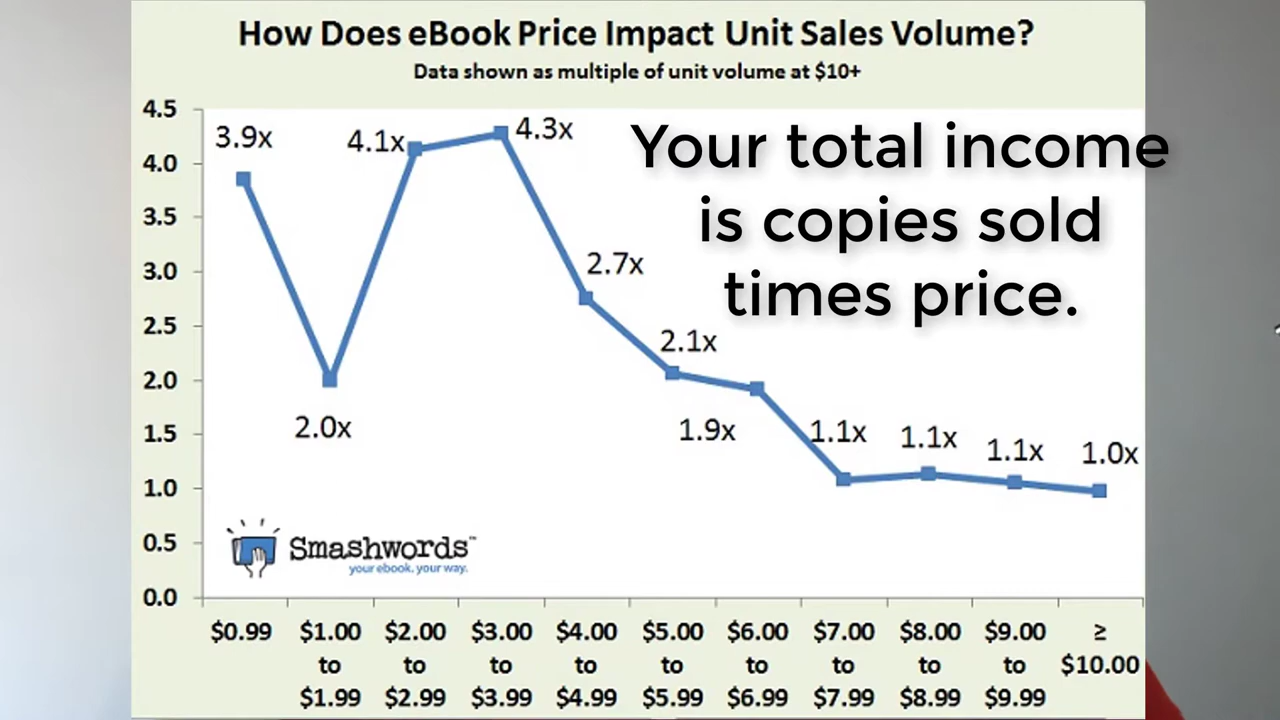 How Does eBook Price Impact Unit Sales Volume?
Data shown as multiple of unit volume at $10+
4.5
4.0
3.5
3.0
2.5
2.0
1.5
1.0
0.5
0.0
3.9x
2.0x
4.1x
4.3x
2.7x
2.1x
1.9x
1.1x
1.1x
1.1x
1.0x
Your total income
is copies sold
times price.
Smashwords™
your ebook. your way.
$0.99
$1.00
to
$1.99
$2.00
to
$2.99
$3.00
to
$3.99
$4.00
to
$4.99
$5.00
to
$5.99
$6.00
to
$6.99
$7.00
to
$7.99
$8.00
to
$8.99
$9.00
to
$9.99
≥
$10.00